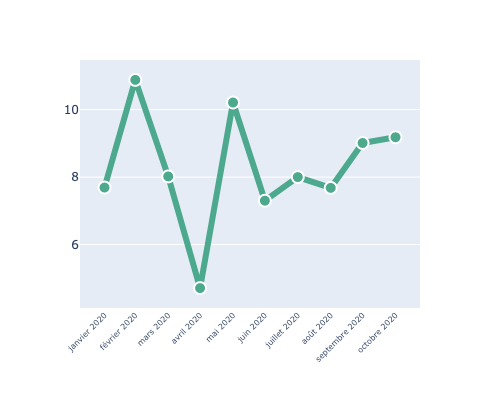 10
8
6
janvier 2020
février 2020
mars 2020
avril 2020
mai 2020
juin 2020
juillet 2020
août 2020
septembre 2020
octobre 2020